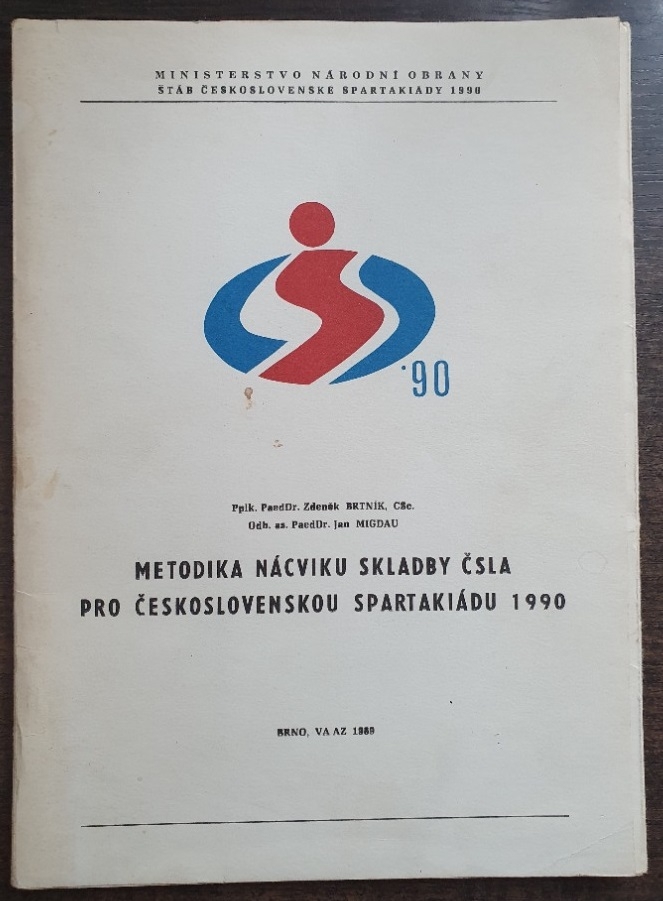 MINISTERSTVO NÁRODNÍ OBRANY
ŠTÁB ČESKOSLOVENSKÉ SPARTAKIÁDY 1990
'90
Pplk. PaedDr. Zdeněk BRTNÍK, CSc.
Odb. as. PaedDr. Jan MIGDAU
METODIKA NÁCVIKU SKLADBY ČSLA
PRO ČESKOSLOVENSKOU SPARTAKIÁDU 1990
BRNO, VA AZ 1989